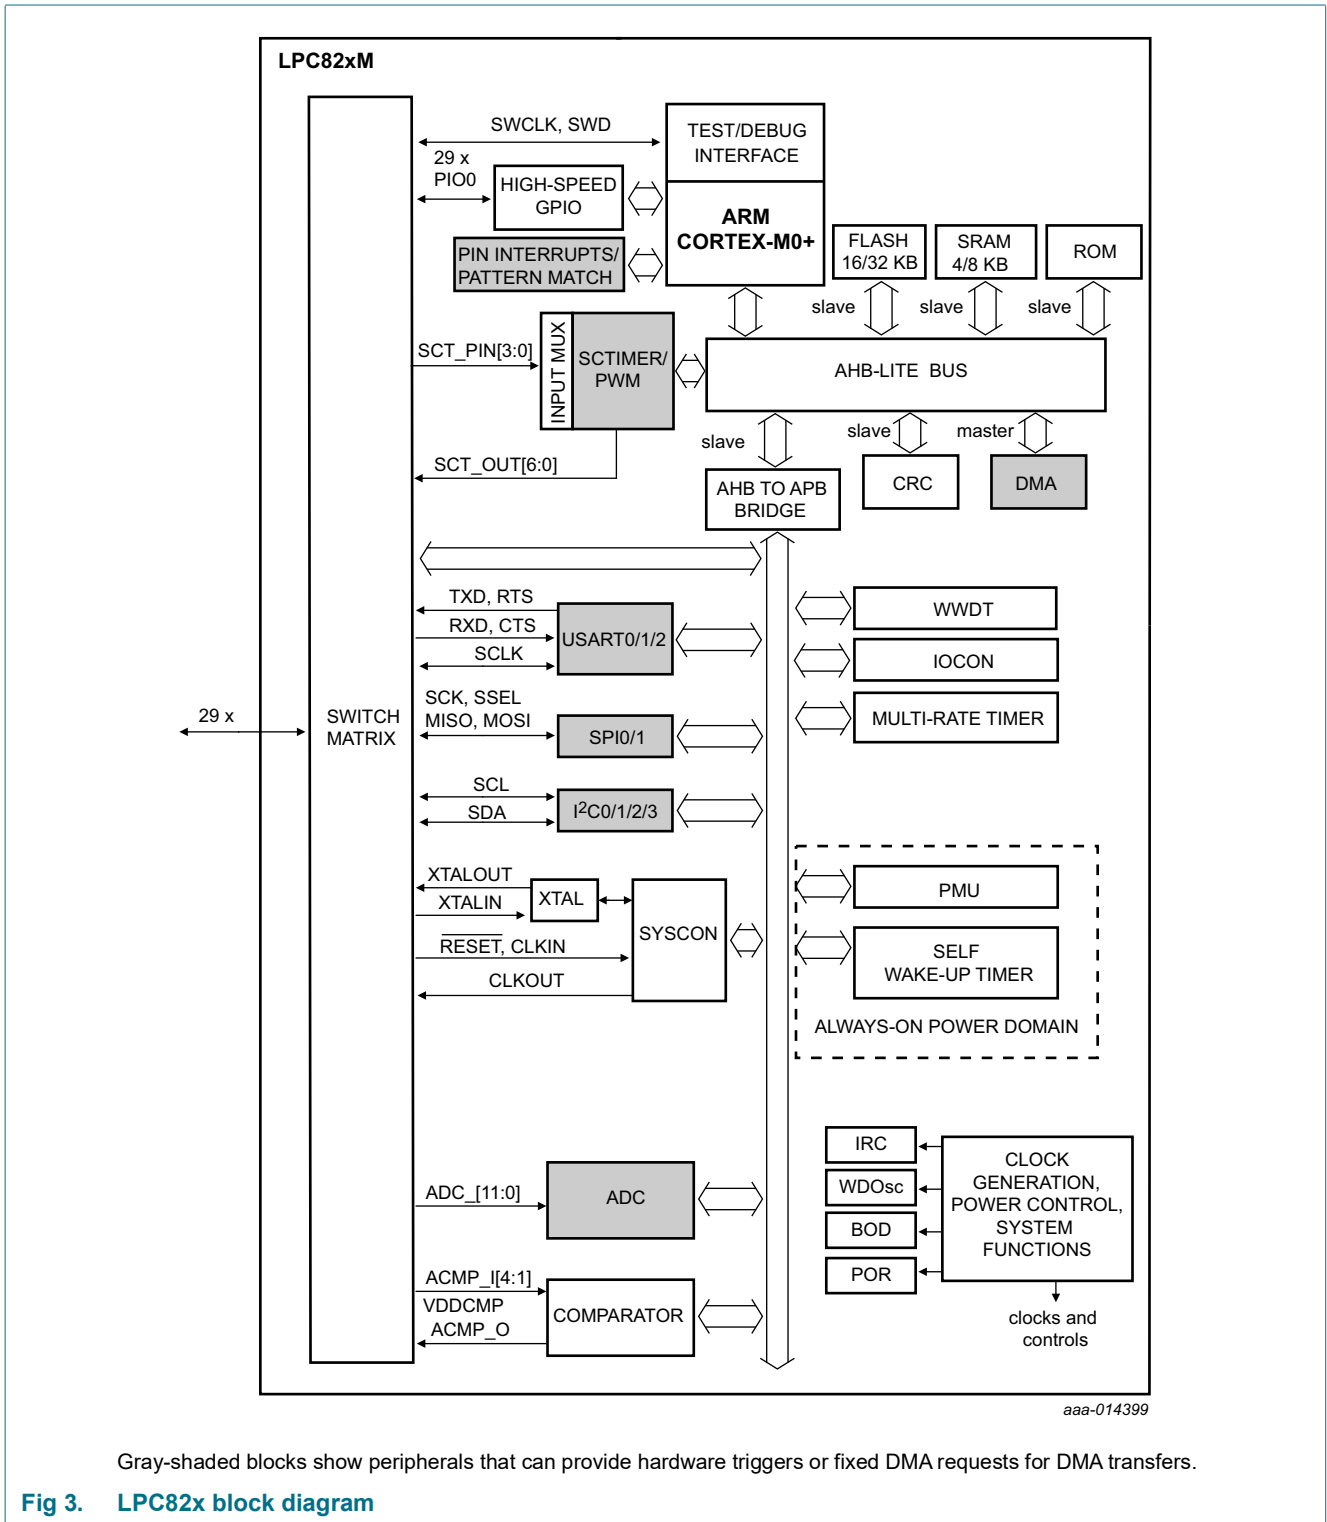 LPC82xM
SWCLK, SWD
TEST/DEBUG
INTERFACE
29 x
PIO0
HIGH-SPEED
GPIO
ARM
CORTEX-M0+
PIN INTERRUPTS/
PATTERN MATCH
FLASH
16/32 KB
SRAM
4/8 KB
ROM
slave
slave
slave
SCT_PIN[3:0]
INPUT MUX
SCTIMER/
PWM
AHB-LITE BUS
slave
slave
master
SCT_OUT[6:0]
AHB TO APB
BRIDGE
CRC
DMA
TXD, RTS
RXD, CTS
SCLK
USART0/1/2
WWDT
IOCON
MULTI-RATE TIMER
29 x
SWITCH
MATRIX
SCK, SSEL
MISO, MOSI
SPI0/1
SCL
SDA
I²C0/1/2/3
XTALOUT
XTALIN
XTAL
RESET, CLKIN
CLKOUT
SYSCON
PMU
SELF
WAKE-UP TIMER
ALWAYS-ON POWER DOMAIN
ADC_[11:0]
ADC
IRC
WDOsc
BOD
POR
CLOCK
GENERATION,
POWER CONTROL,
SYSTEM
FUNCTIONS
clocks and
controls
ACMP_I[4:1]
VDDCMP
ACMP_O
COMPARATOR
aaa-014399
Gray-shaded blocks show peripherals that can provide hardware triggers or fixed DMA requests for DMA transfers.
Fig 3. LPC82x block diagram